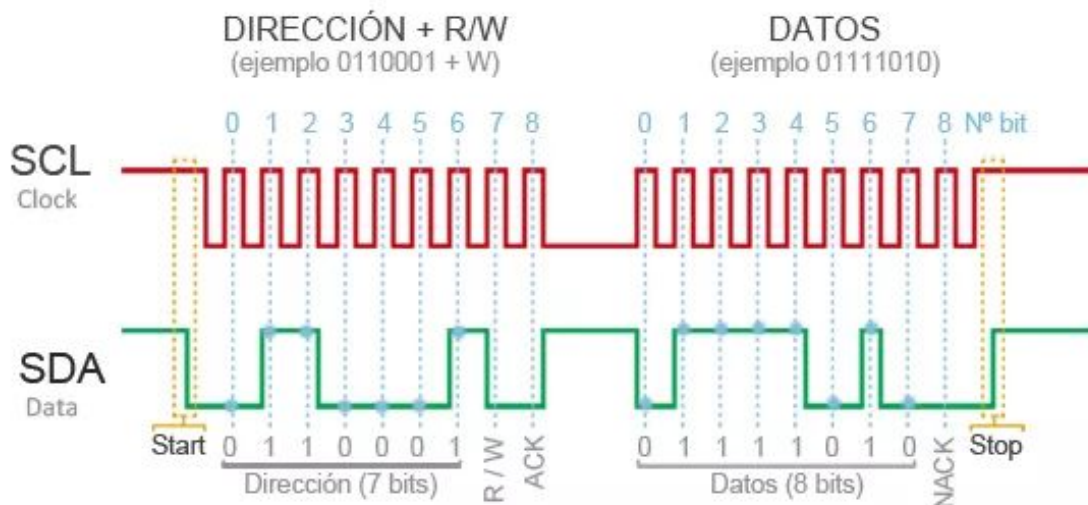 DIRECCIÓN + R/W
(ejemplo 0110001 + W)
DATOS
(ejemplo 01111010)
0 1 2 3 4 5 6 7 8
0 1 2 3 4 5 6 7 8 Nº bit
SCL
Clock
SDA
Data
Start
0 1 1 0 0 0 1 R / W ACK
Dirección (7 bits)
0 1 1 1 1 0 1 0 NACK
Datos (8 bits)
Stop